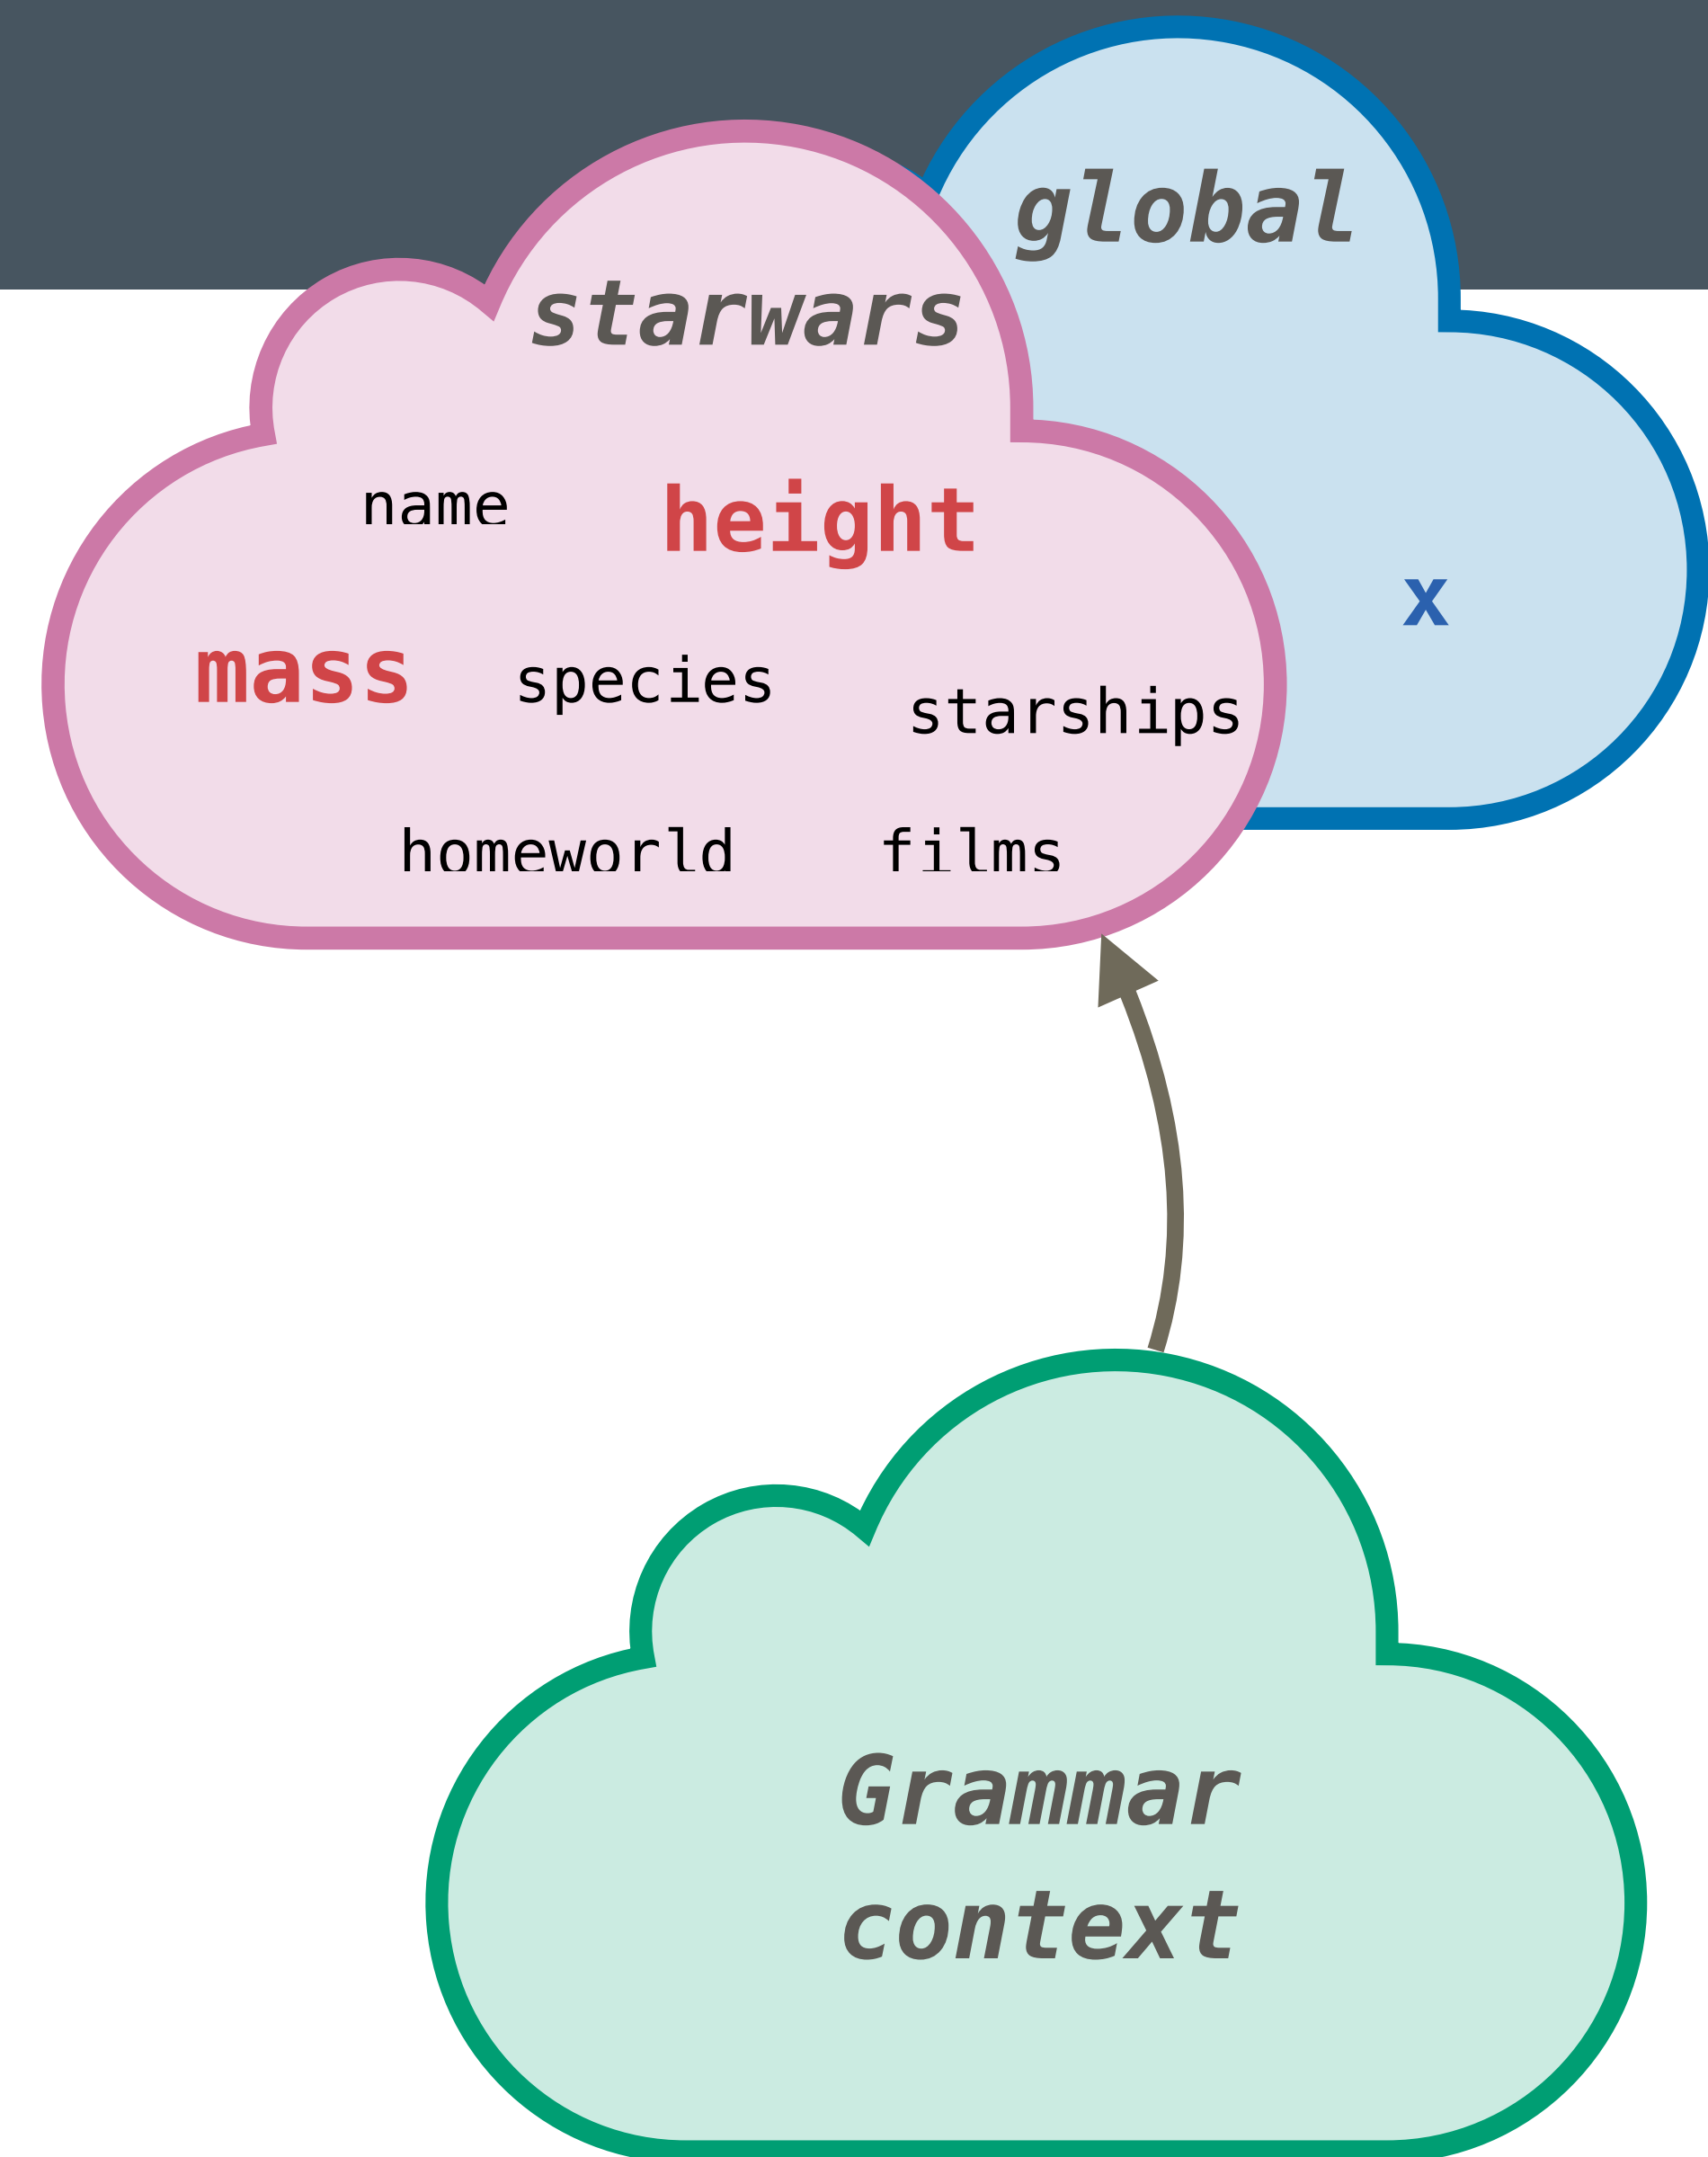 global
starwars
name
height
x
mass
species
starships
homeworld
films
Grammar
context